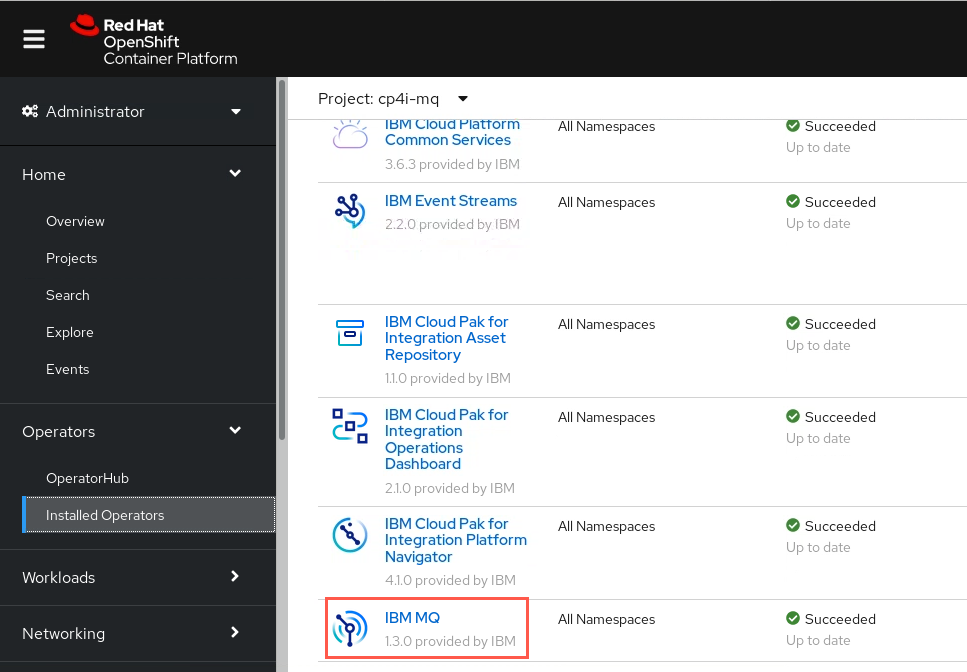 Red Hat
OpenShift
Container Platform
Administrator
Home
Overview
Projects
Search
Explore
Events
Operators
OperatorHub
Installed Operators
Workloads
Networking
Project: cp4i-mq
IBM Cloud Platform
Common Services
3.6.3 provided by IBM
All Namespaces
Succeeded
Up to date
IBM Event Streams
2.2.0 provided by IBM
All Namespaces
Succeeded
Up to date
IBM Cloud Pak for
Integration Asset
Repository
1.1.0 provided by IBM
All Namespaces
Succeeded
Up to date
IBM Cloud Pak for
Integration
Operations
Dashboard
2.1.0 provided by IBM
All Namespaces
Succeeded
Up to date
IBM Cloud Pak for
Integration Platform
Navigator
4.1.0 provided by IBM
All Namespaces
Succeeded
Up to date
IBM MQ
1.3.0 provided by IBM
All Namespaces
Succeeded
Up to date